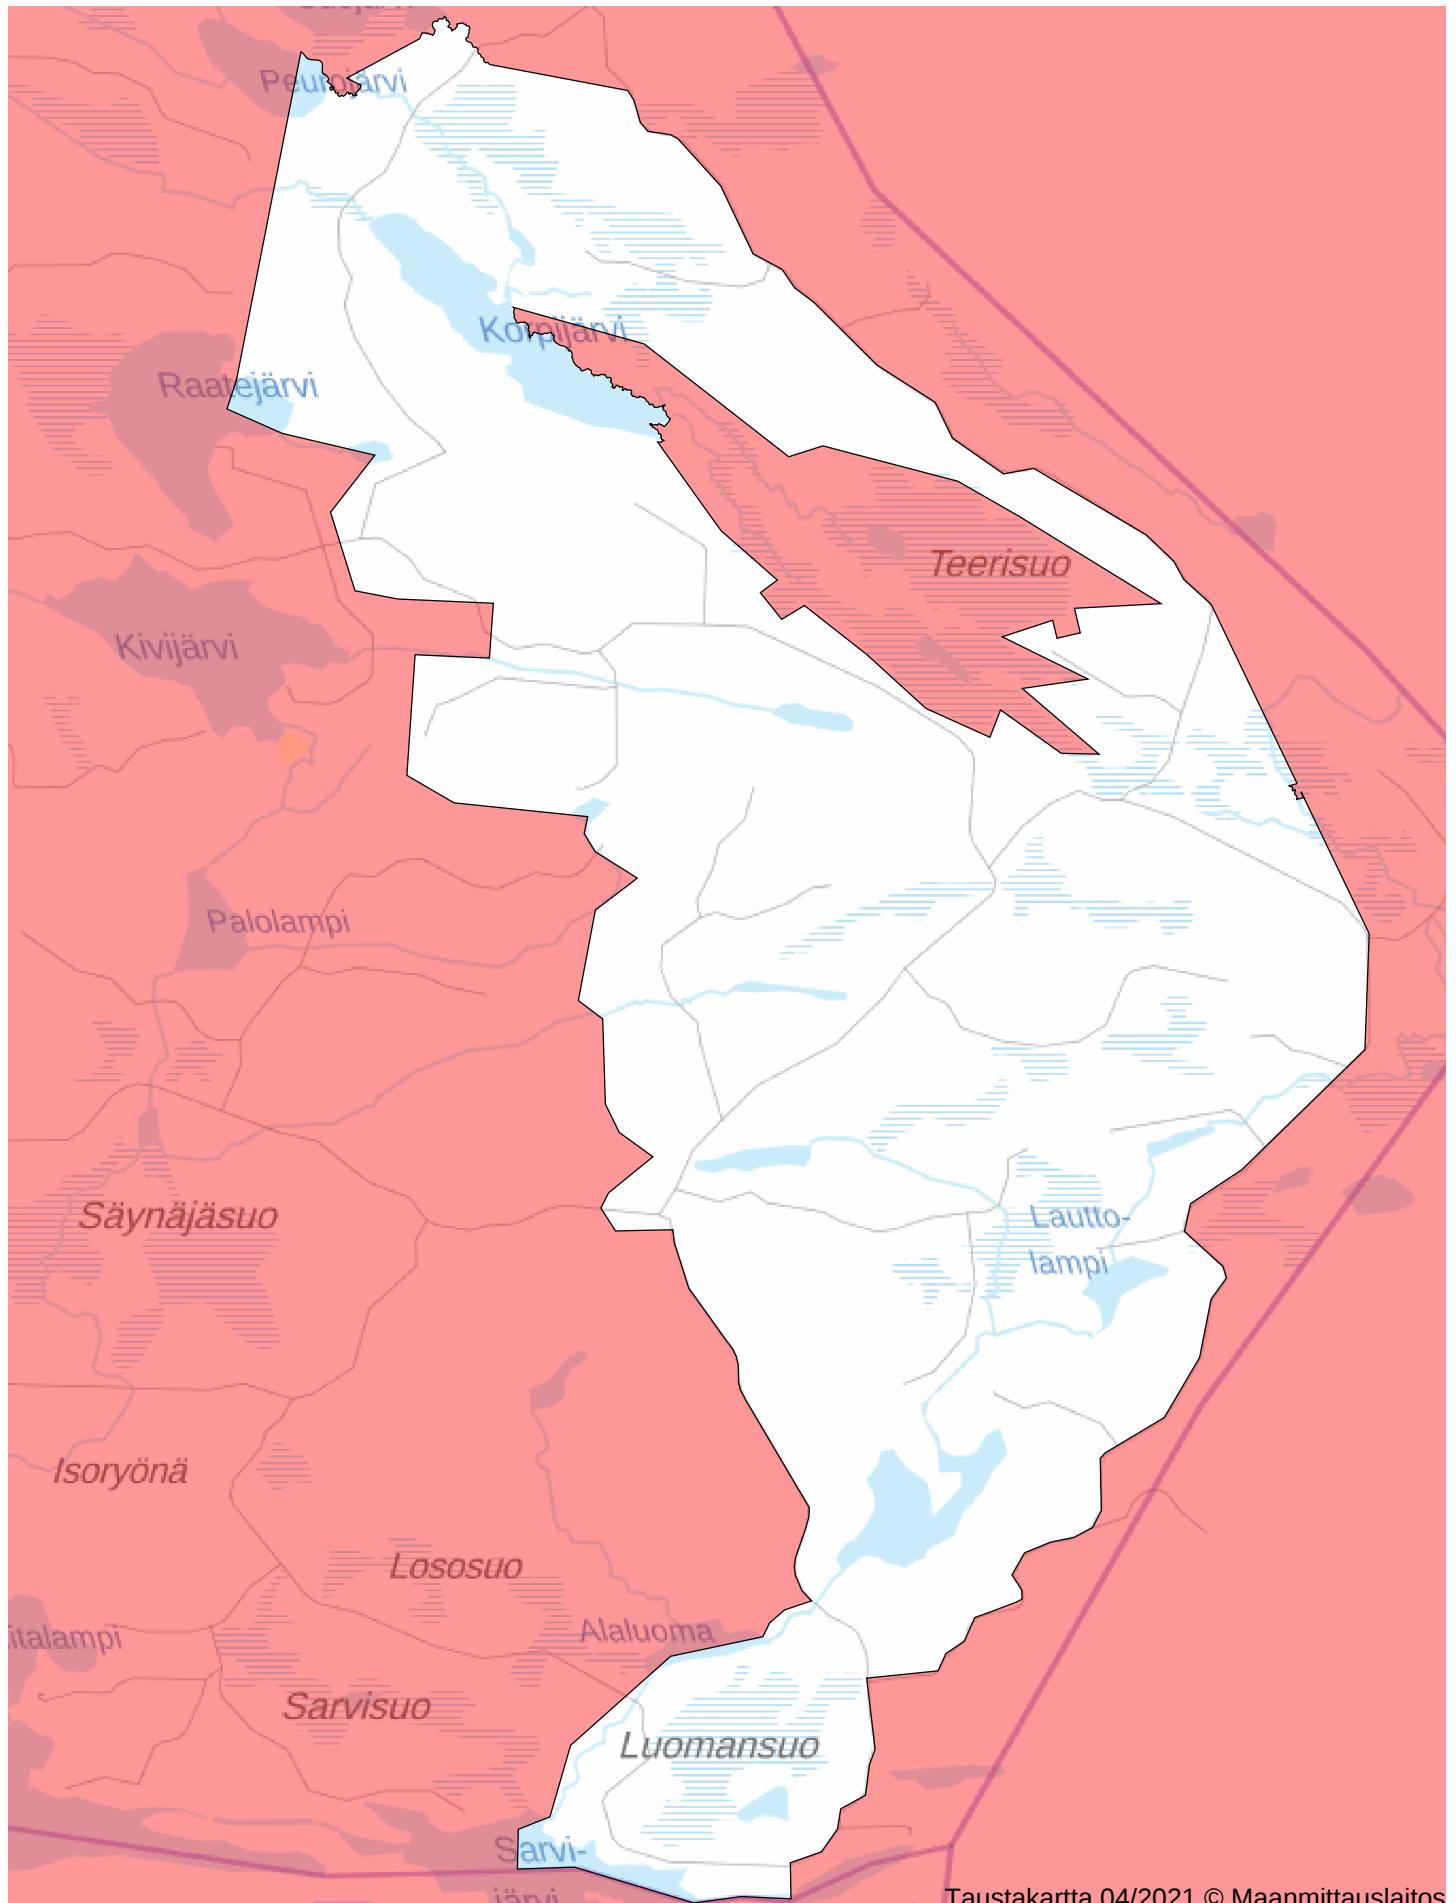 Peurojärvi
Korpijärvi
Raatejärvi
Teerisuo
Kivijärvi
Palolampi
Säynäjäsuo
Lautto-
lampi
Isoryönä
Lososuo
Alaluoma
italampi
Sarvisuo
Luomansuo
Sarvi-
järvi
Taustakartta 04/2021 © Maanmittauslaitos